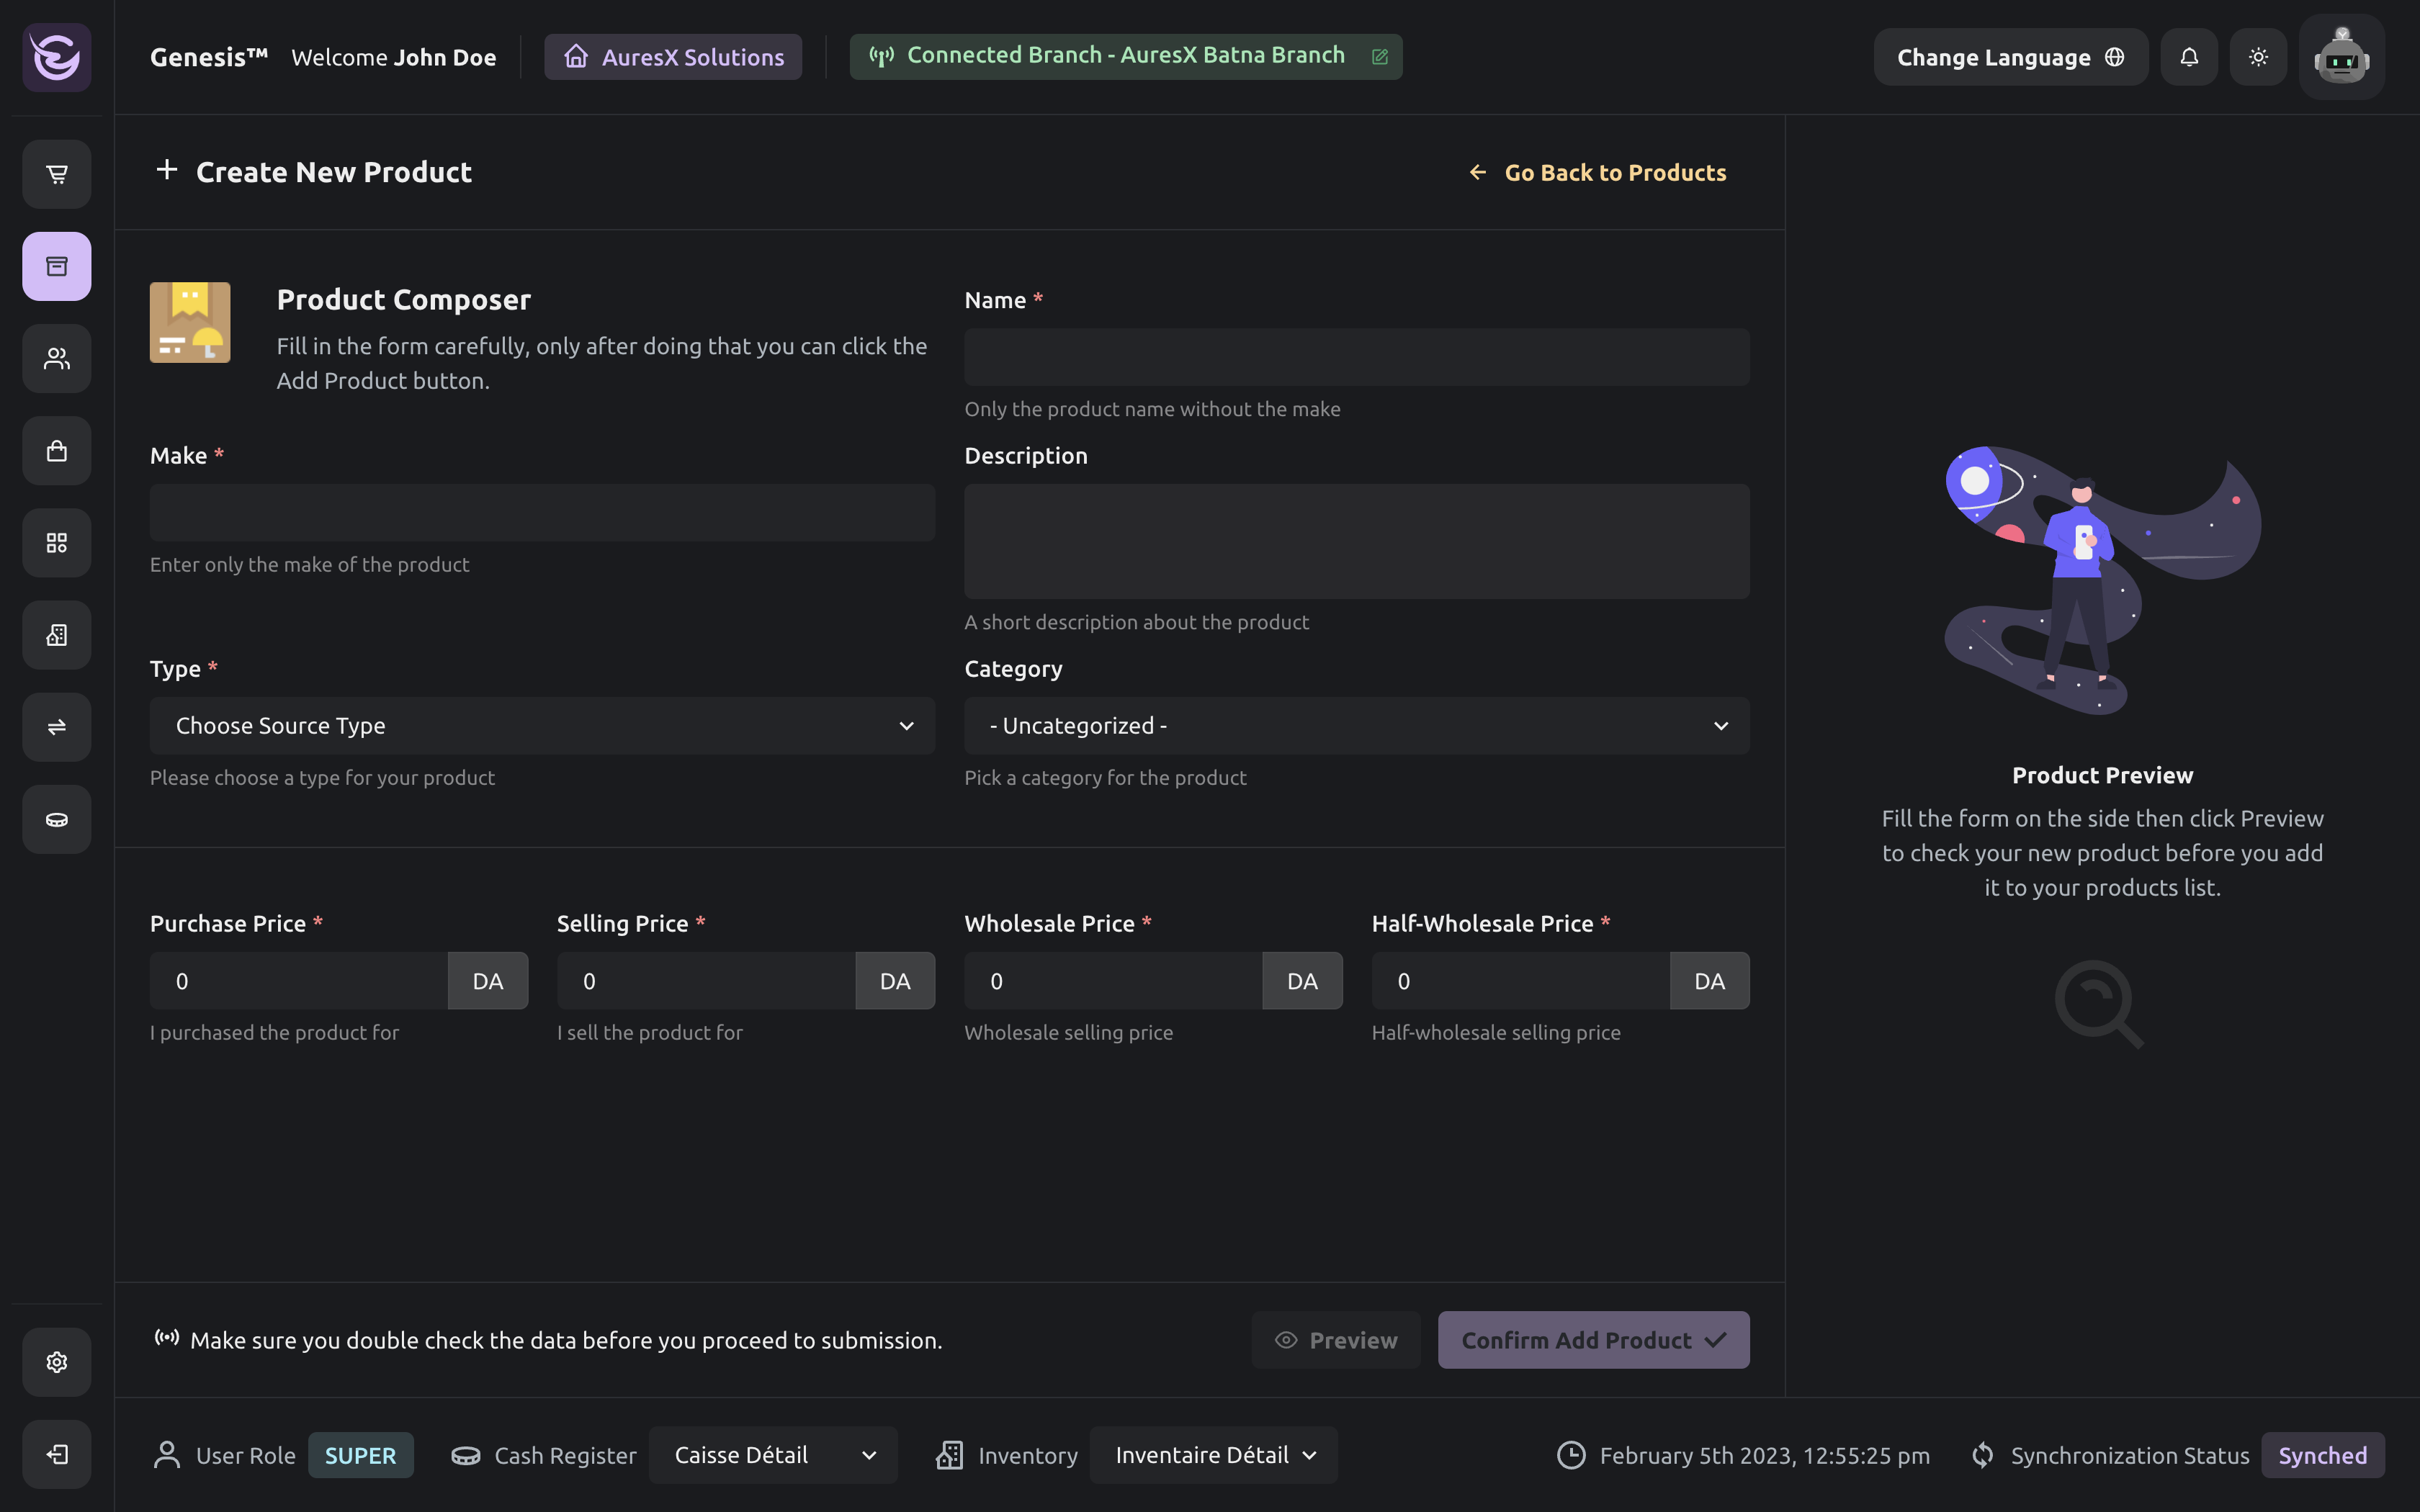 Genesis™ Welcome John Doe
AuresX Solutions
Connected Branch - AuresX Batna Branch
Change Language
Create New Product
Go Back to Products
Product Composer
Fill in the form carefully, only after doing that you can click the
Add Product button.
Name *
Only the product name without the make
Make *
Enter only the make of the product
Description
A short description about the product
Type *
Choose Source Type
Please choose a type for your product
Category
- Uncategorized -
Pick a category for the product
Purchase Price *
0 DA
I purchased the product for
Selling Price *
0 DA
I sell the product for
Wholesale Price *
0 DA
Wholesale selling price
Half-Wholesale Price *
0 DA
Half-wholesale selling price
Product Preview
Fill the form on the side then click Preview
to check your new product before you add
it to your products list.
Make sure you double check the data before you proceed to submission.
Preview
Confirm Add Product
User Role SUPER
Cash Register Caisse Détail
Inventory Inventaire Détail
February 5th 2023, 12:55:25 pm
Synchronization Status Synched